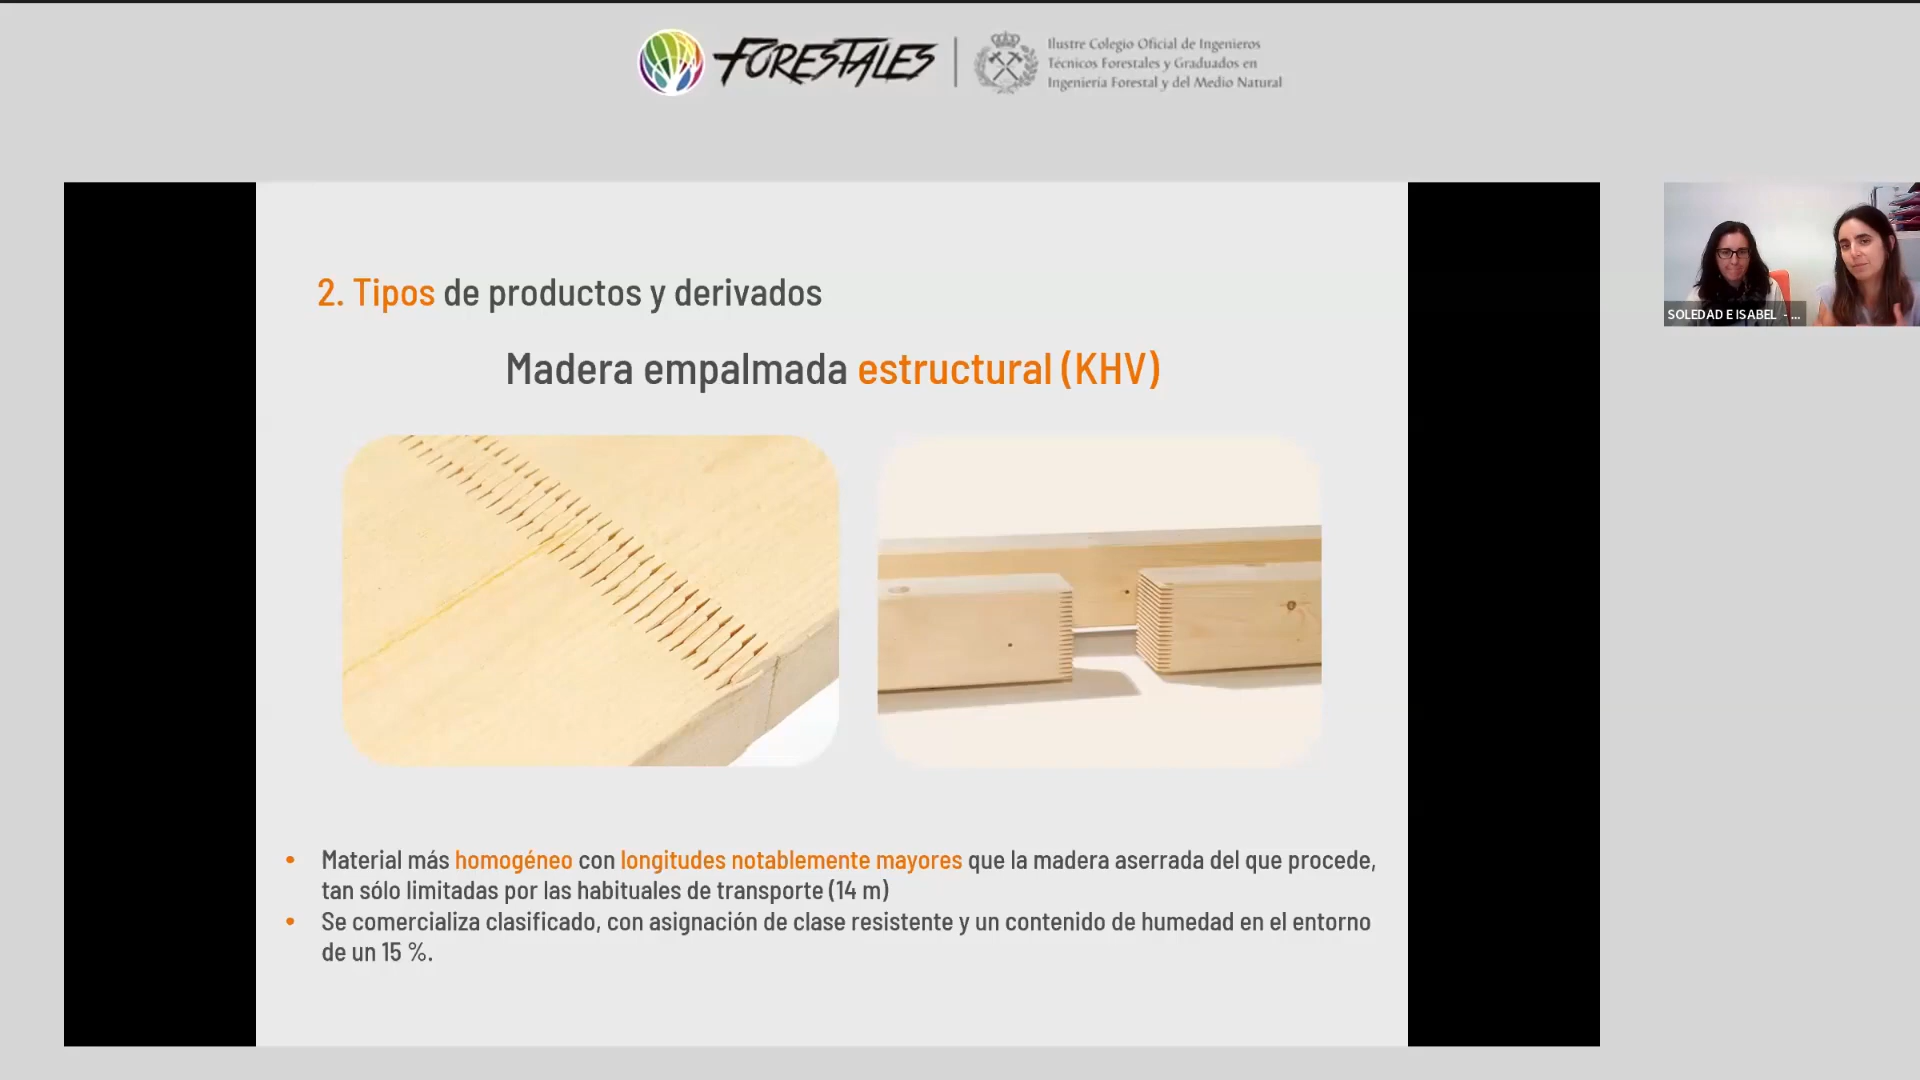 FORESTALES
Ilustre Colegio Oficial de Ingenieros
Técnicos Forestales y Graduados en
Ingeniería Forestal y del Medio Natural
SOLEDAD E ISABEL - ...
2. Tipos de productos y derivados
Madera empalmada estructural (KHV)
• Material más homogéneo con longitudes notablemente mayores que la madera aserrada del que procede,
tan sólo limitadas por las habituales de transporte (14 m)
• Se comercializa clasificado, con asignación de clase resistente y un contenido de humedad en el entorno
de un 15 %.